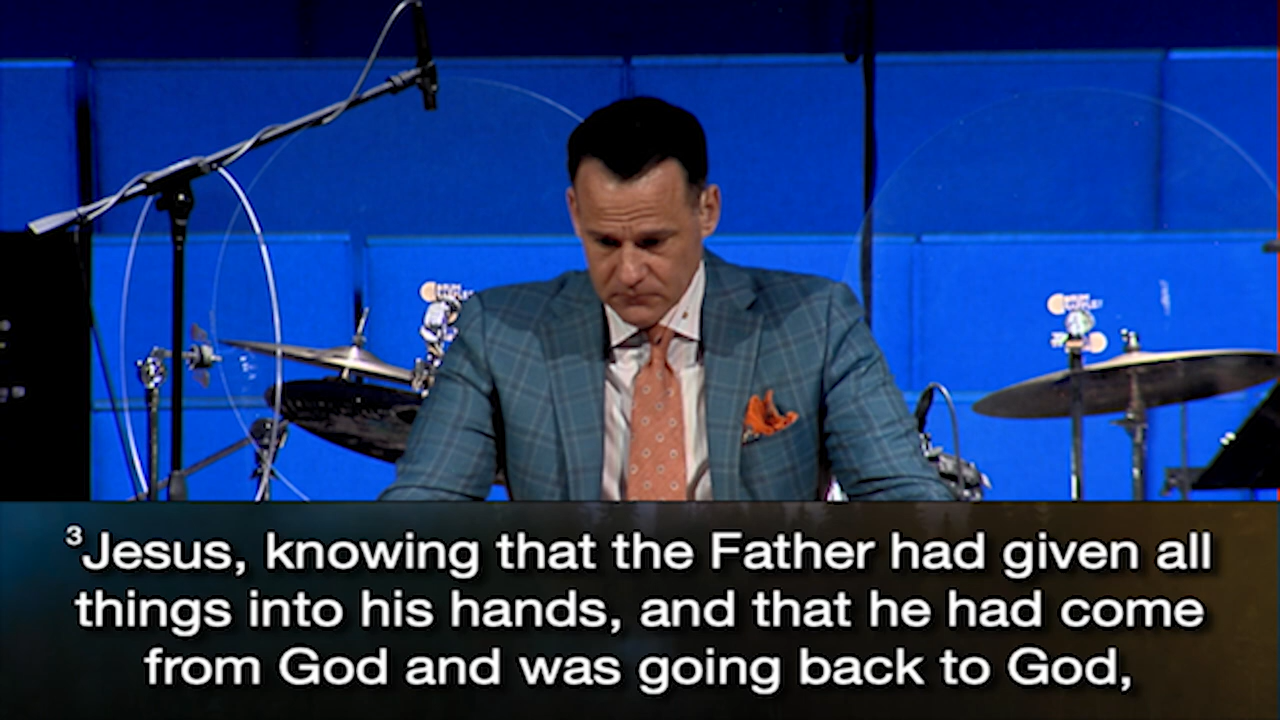 ³Jesus, knowing that the Father had given all
things into his hands, and that he had come
from God and was going back to God,